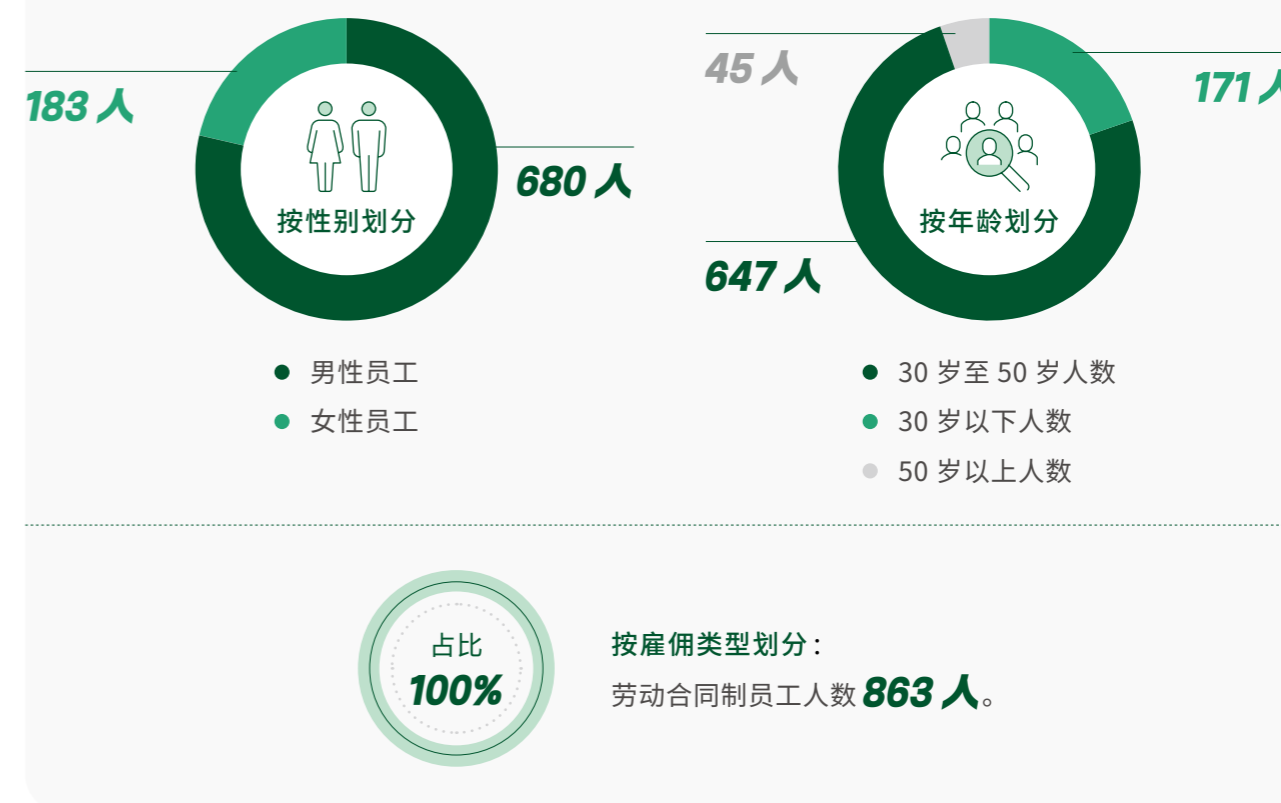 183 人
按性别划分
680 人
男性员工
女性员工
45 人
171 人
按年龄划分
647 人
30 岁至 50 岁人数
30 岁以下人数
50 岁以上人数
占比
100%
按雇佣类型划分：
劳动合同制员工人数 863 人。